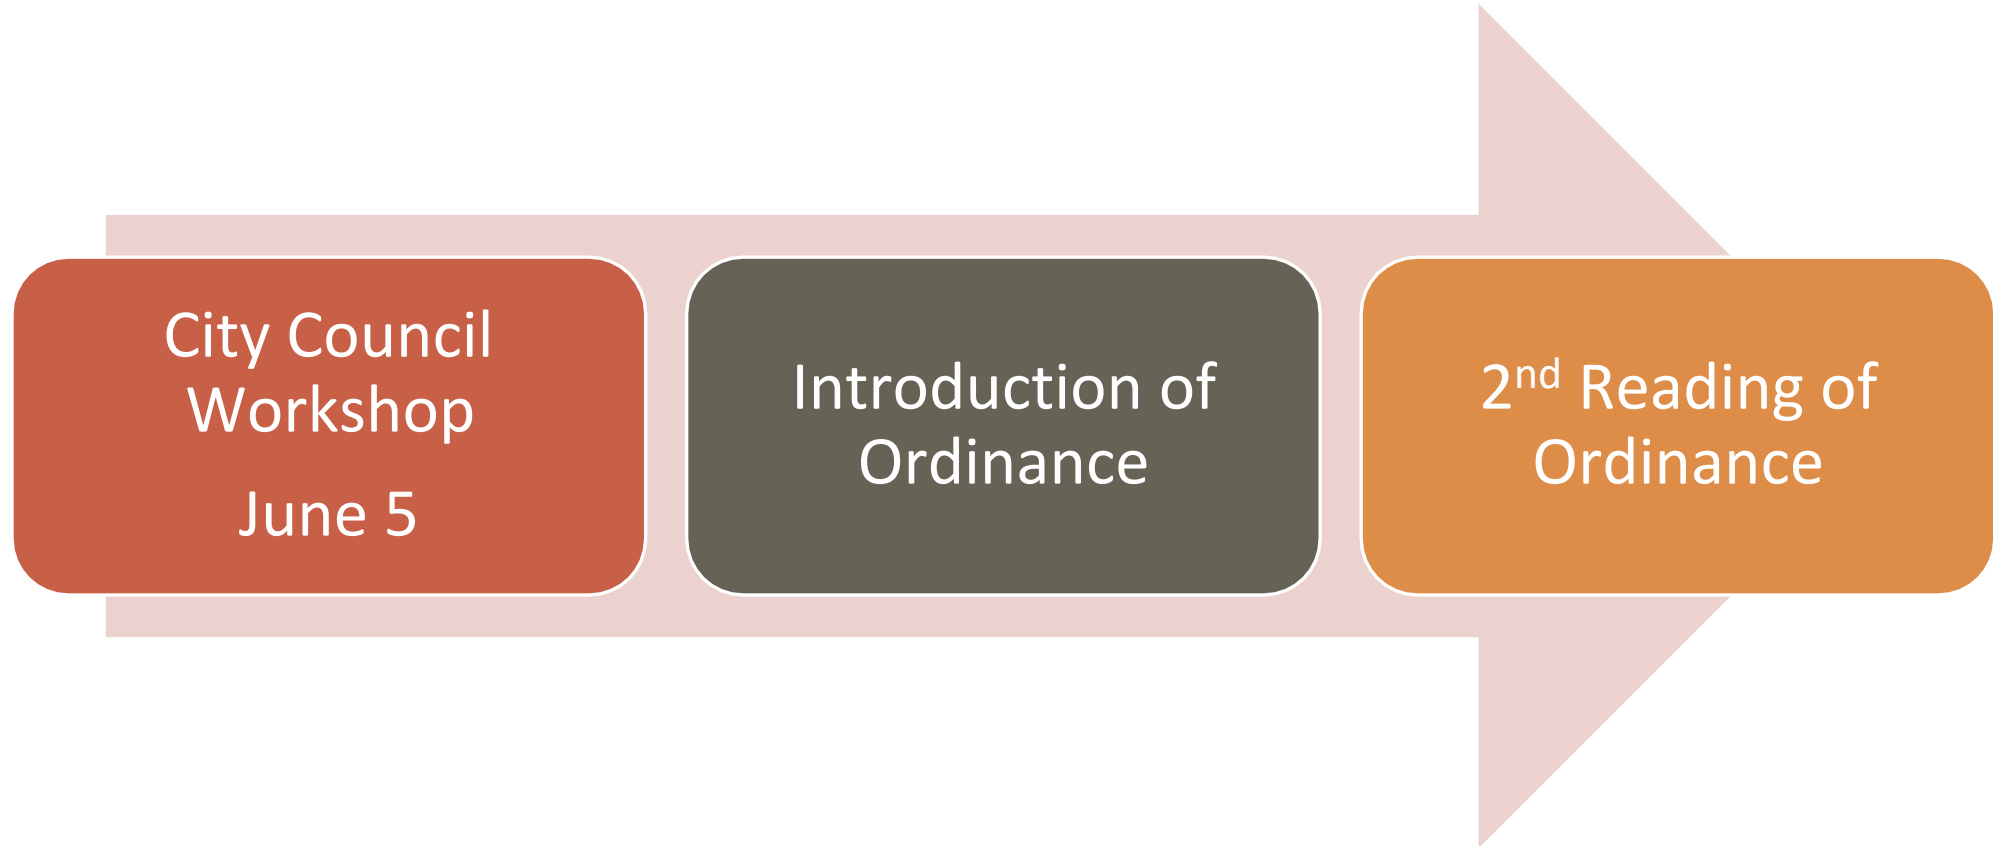 City Council
Workshop
June 5
Introduction of
Ordinance
2nd Reading of
Ordinance